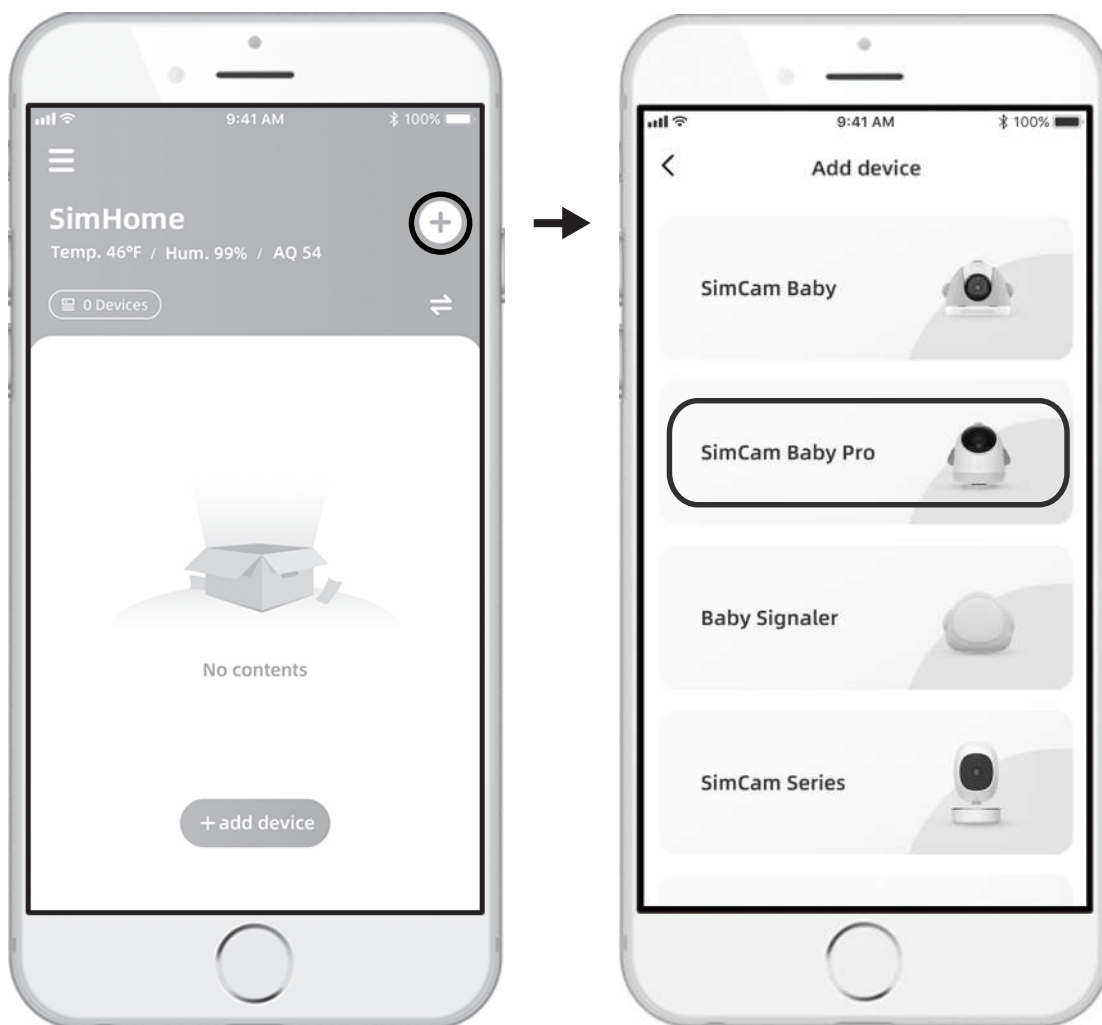 9:41 AM
100%
SimHome
Temp. 46°F / Hum. 99% / AQ 54
0 Devices
No contents
+ add device
9:41 AM
100%
Add device
SimCam Baby
SimCam Baby Pro
Baby Signaler
SimCam Series